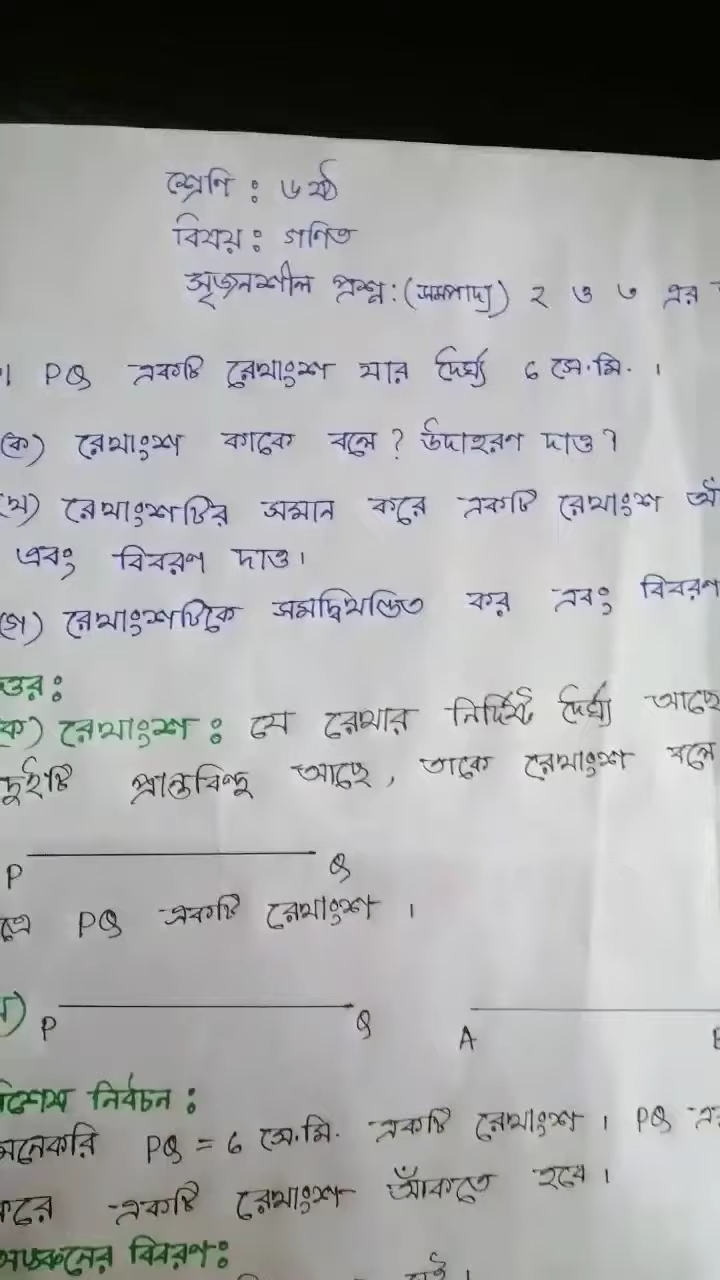 শ্রেণি : ৬ষ্ঠ
বিষয় : গণিত
সৃজনশীল প্রশ্ন : (সম্পাদ্য) ২ ও ৩ এর
। PQ একটি রেখাংশ যার দৈর্ঘ্য 6 সে.মি. ।
(ক) রেখাংশ কাকে বলে ? উদাহরণ দাও ?
(খ) রেখাংশটির সমান করে একটি রেখাংশ
এবং বিবরণ দাও।
(গ) রেখাংশটিকে সমদ্বিখন্ডিত কর এবং বিবরণ
ত্তর :
ক) রেখাংশ : যে রেখার নির্দিষ্ট দৈর্ঘ্য আছে
দুইটি প্রান্তবিন্দু আছে, তাকে রেখাংশ বলে
P Q
PQ একটি রেখাংশ ।
P Q A
বিশেষ নির্বচন :
মনেকরি PQ = 6 সে.মি. একটি রেখাংশ । PQ
করে একটি রেখাংশ আঁকতে হবে ।
অঙ্কনের বিবরণ :